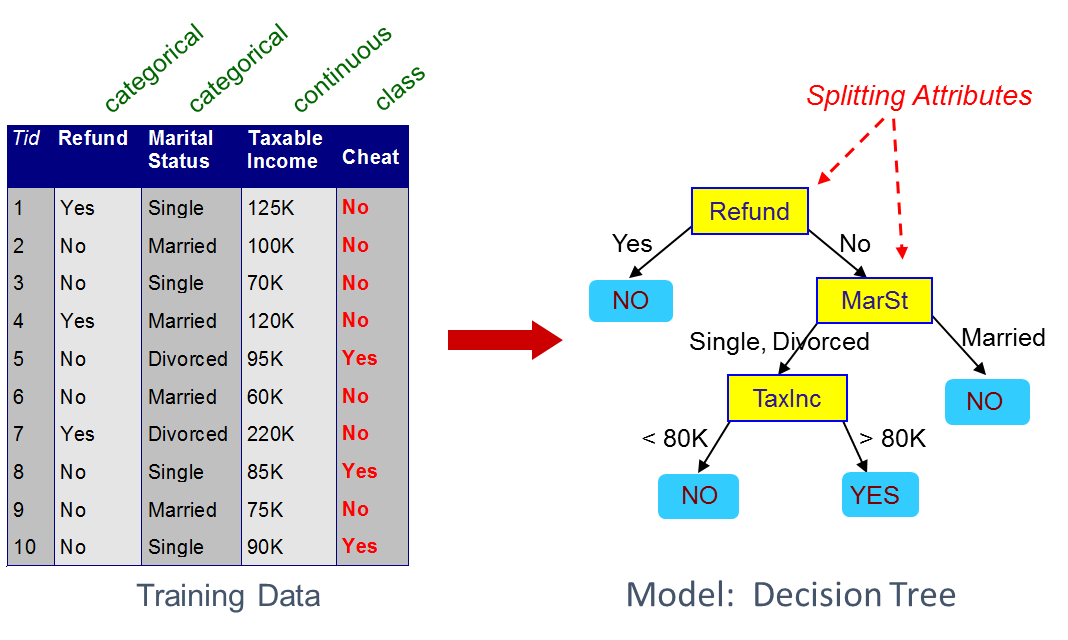 categorical
categorical
continuous
class
Tid Refund Marital Status Taxable Income Cheat
1 Yes Single 125K No
2 No Married 100K No
3 No Single 70K No
4 Yes Married 120K No
5 No Divorced 95K Yes
6 No Married 60K No
7 Yes Divorced 220K No
8 No Single 85K Yes
9 No Married 75K No
10 No Single 90K Yes
Training Data
Splitting Attributes
Refund
Yes
No
NO
MarSt
Single, Divorced
Married
TaxInc
NO
< 80K
> 80K
NO
YES
Model: Decision Tree